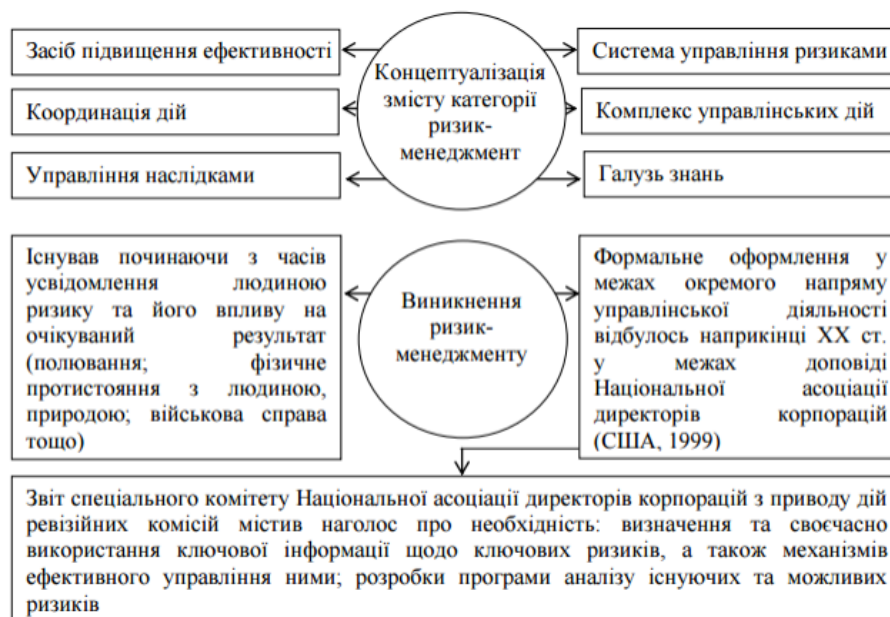 Засіб підвищення ефективності
Координація дій
Управління наслідками
Концептуалізація
змісту категорії
ризик-
менеджмент
Система управління ризиками
Комплекс управлінських дій
Галузь знань
Існував починаючи з часів
усвідомлення людиною
ризику та його впливу на
очікуваний результат
(полювання; фізичне
протистояння з людиною,
природою; військова справа
тощо)
Виникнення
ризик-
менеджменту
Формальне оформлення у
межах окремого напряму
управлінської діяльності
відбулось наприкінці ХХ ст.
у межах доповіді
Національної асоціації
директорів корпорацій
(США, 1999)
Звіт спеціального комітету Національної асоціації директорів корпорацій з приводу дій
ревізійних комісій містив наголос про необхідність: визначення та своєчасно
використання ключової інформації щодо ключових ризиків, а також механізмів
ефективного управління ними; розробки програми аналізу існуючих та можливих
ризиків